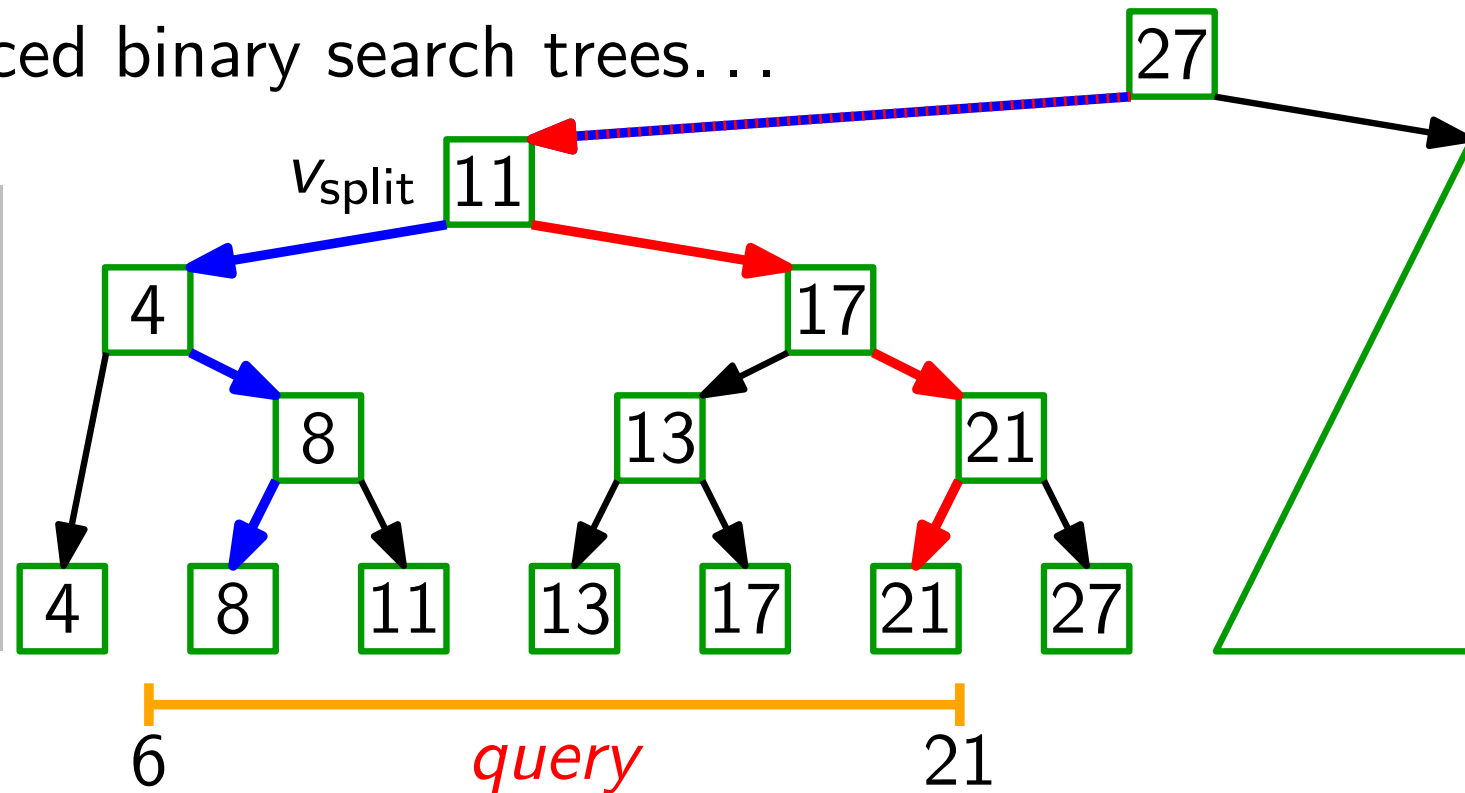 ced binary search trees...
27
v_split 11
4 17
8 13 21
4 8 11 13 17 21 27
6 query 21